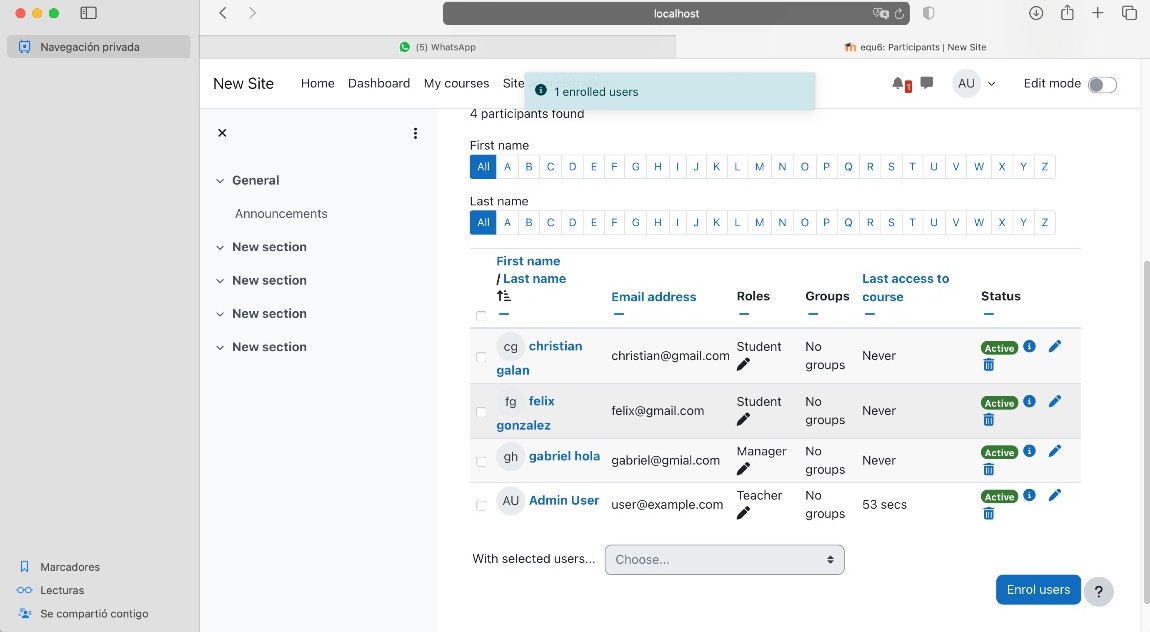 localhost
Navegación privada
(5) WhatsApp
equ6: Participants | New Site
New Site
Home
Dashboard
My courses
Site
1 enrolled users
1
AU
Edit mode
4 participants found
First name
All A B C D E F G H I J K L M N O P Q R S T U V W X Y Z
Last name
All A B C D E F G H I J K L M N O P Q R S T U V W X Y Z
General
Announcements
New section
New section
New section
New section
First name
/ Last name
Email address
Roles
Groups
Last access to
course
Status
cg christian
galan
christian@gmail.com
Student
No
groups
Never
Active
fg felix
gonzalez
felix@gmail.com
Student
No
groups
Never
Active
gh gabriel hola
gabriel@gmial.com
Manager
No
groups
Never
Active
AU Admin User
user@example.com
Teacher
No
groups
53 secs
Active
With selected users...
Choose...
Enrol users
?
Marcadores
Lecturas
Se compartió contigo